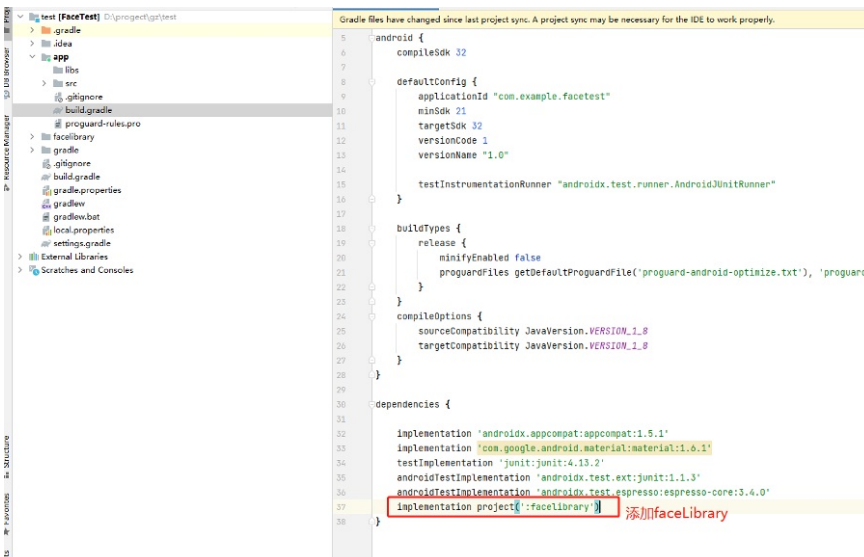 test [FaceTest] D:\progect\gz\test
.gradle
.idea
app
libs
src
.gitignore
build.gradle
proguard-rules.pro
facelibrary
gradle
.gitignore
build.gradle
gradle.properties
gradlew
gradlew.bat
local.properties
settings.gradle
External Libraries
Scratches and Consoles
DB Browser
Resource Manager
Structure
Favorites
Gradle files have changed since last project sync. A project sync may be necessary for the IDE to work properly.
5 android {
6 compileSdk 32
7
8 defaultConfig {
9 applicationId "com.example.facetest"
10 minSdk 21
11 targetSdk 32
12 versionCode 1
13 versionName "1.0"
14
15 testInstrumentationRunner "androidx.test.runner.AndroidJUnitRunner"
16 }
17
18 buildTypes {
19 release {
20 minifyEnabled false
21 proguardFiles getDefaultProguardFile('proguard-android-optimize.txt'), 'proguard
22 }
23 }
24 compileOptions {
25 sourceCompatibility JavaVersion.VERSION_1_8
26 targetCompatibility JavaVersion.VERSION_1_8
27 }
28 }
29
30 dependencies {
31
32 implementation 'androidx.appcompat:appcompat:1.5.1'
33 implementation 'com.google.android.material:material:1.6.1'
34 testImplementation 'junit:junit:4.13.2'
35 androidTestImplementation 'androidx.test.ext:junit:1.1.3'
36 androidTestImplementation 'androidx.test.espresso:espresso-core:3.4.0'
37 implementation project(':facelibrary')
添加faceLibrary
38 }